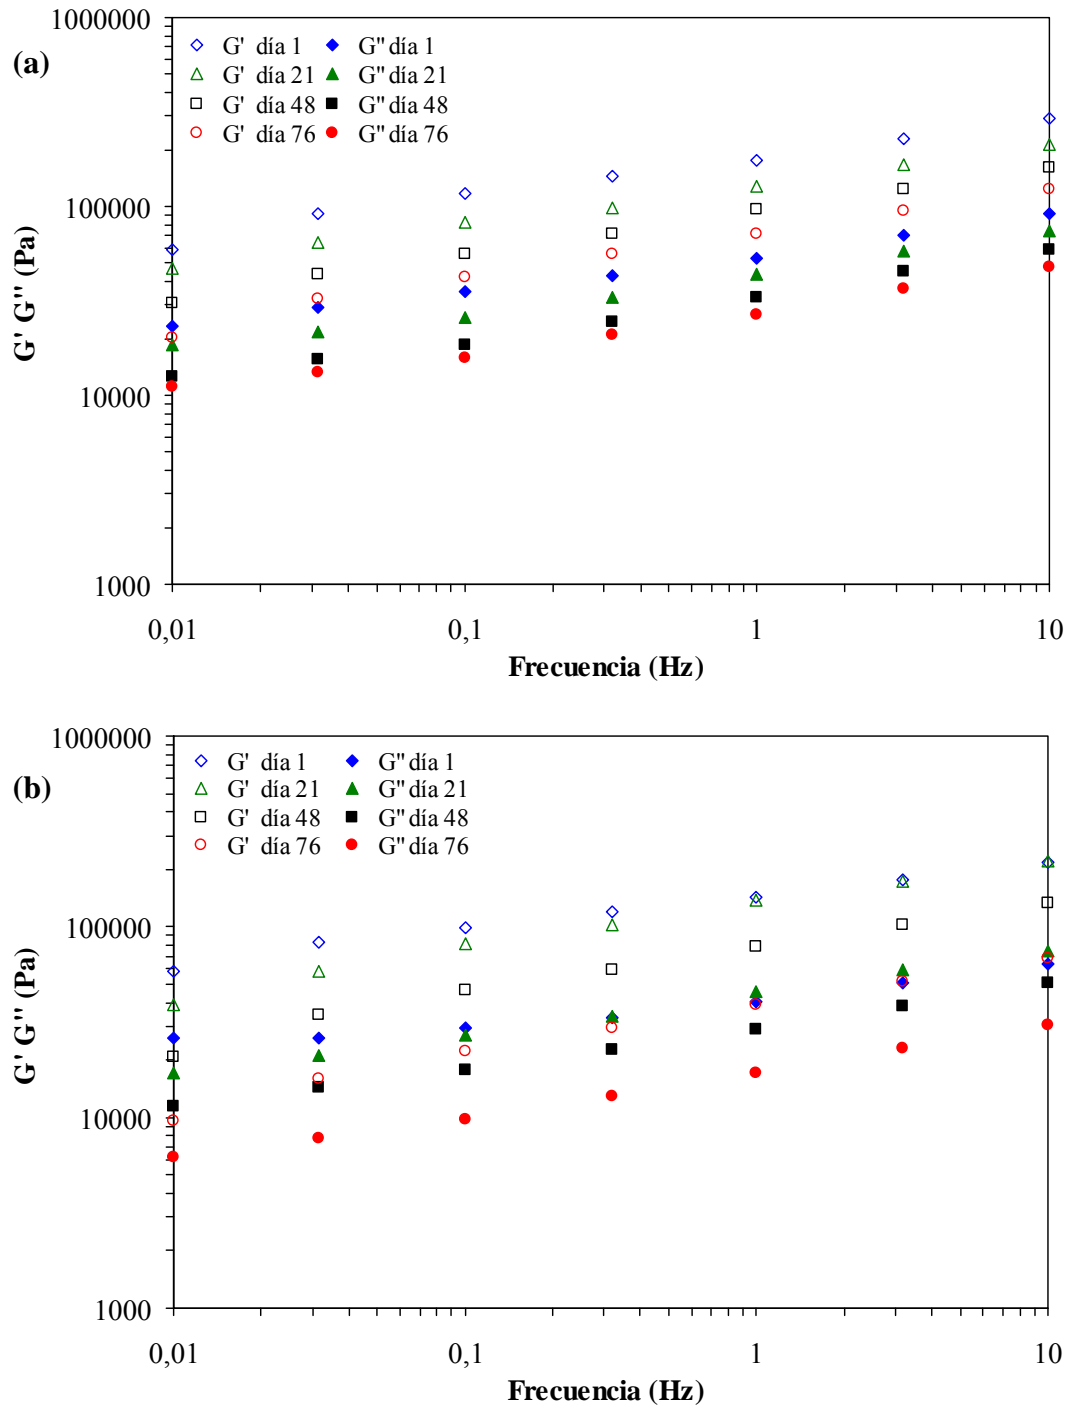 (a)
1000000
100000
10000
1000
G' G'' (Pa)
G' día 1 G'' día 1
G' día 21 G'' día 21
G' día 48 G'' día 48
G' día 76 G'' día 76
0,01 0,1 1 10
Frecuencia (Hz)
(b)
1000000
100000
10000
1000
G' G'' (Pa)
G' día 1 G'' día 1
G' día 21 G'' día 21
G' día 48 G'' día 48
G' día 76 G'' día 76
0,01 0,1 1 10
Frecuencia (Hz)